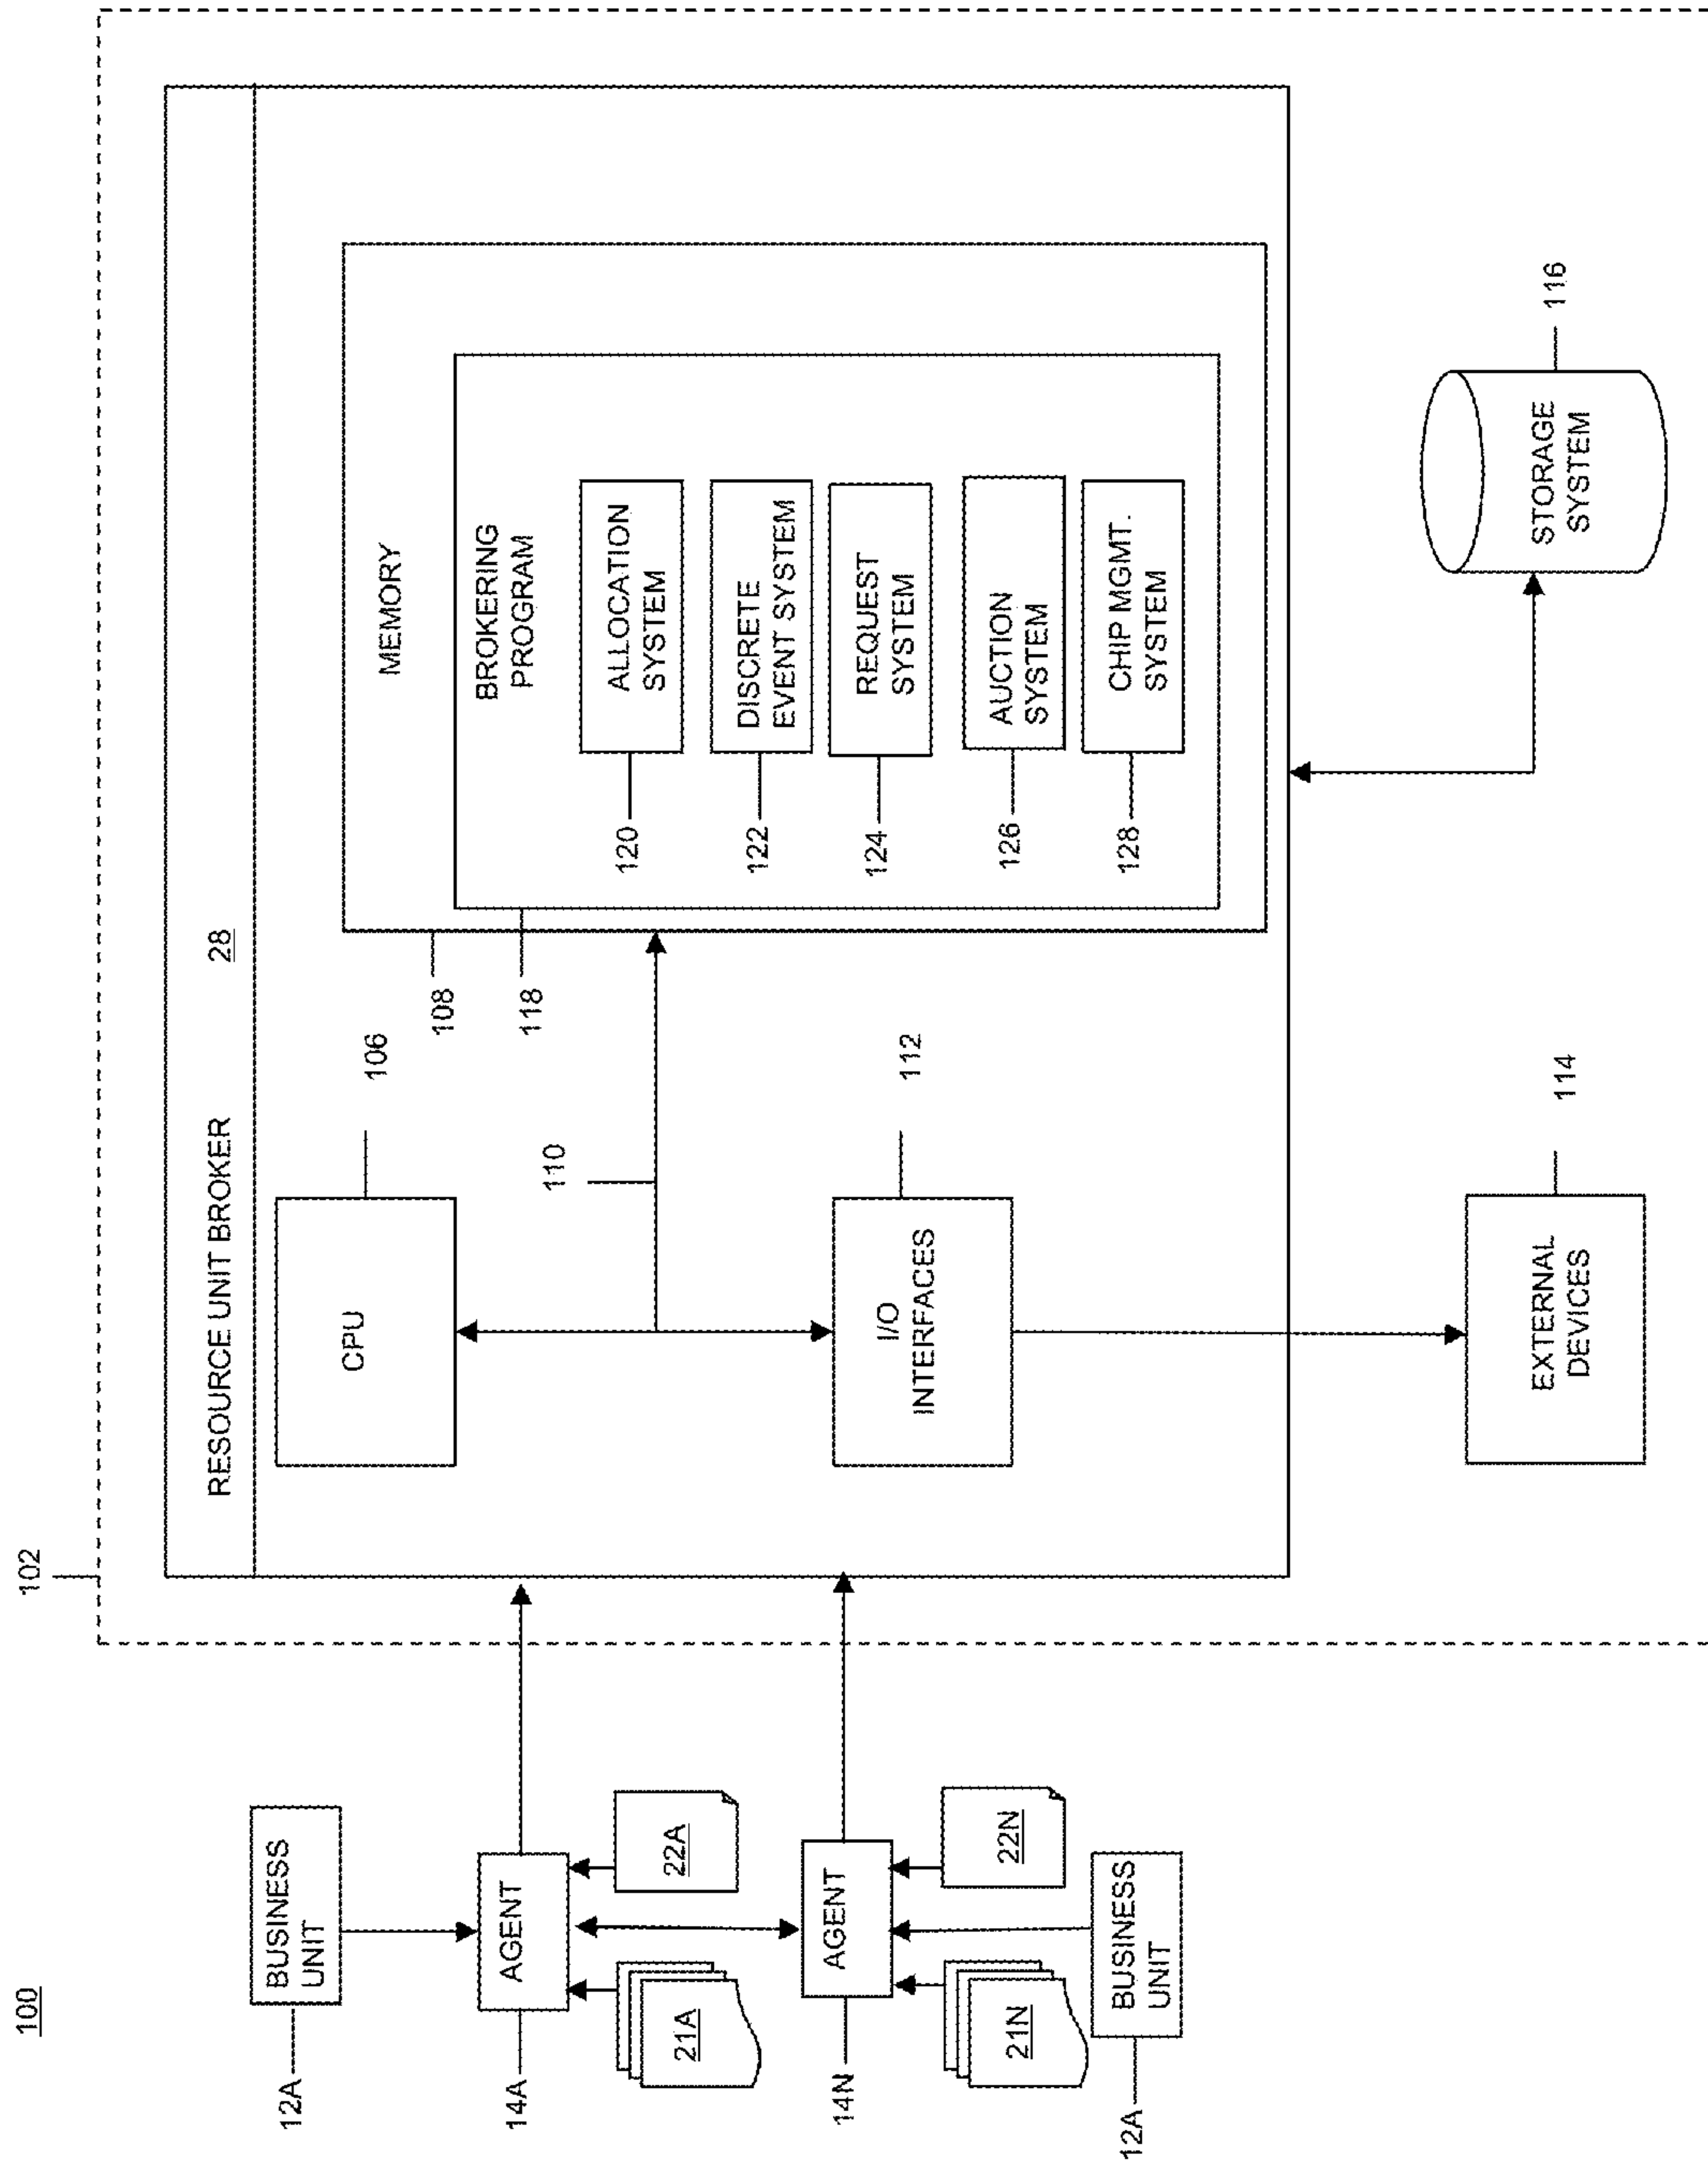 100
102
RESOURCE UNIT BROKER
28
12A
BUSINESS
UNIT
14A
AGENT
21A
22A
14N
AGENT
21N
22N
12A
BUSINESS
UNIT
CPU
106
110
I/O
INTERFACES
112
108
MEMORY
118
BROKERING
PROGRAM
120
ALLOCATION
SYSTEM
122
DISCRETE
EVENT SYSTEM
124
REQUEST
SYSTEM
126
AUCTION
SYSTEM
128
CHIP MGMT.
SYSTEM
EXTERNAL
DEVICES
114
STORAGE
SYSTEM
116